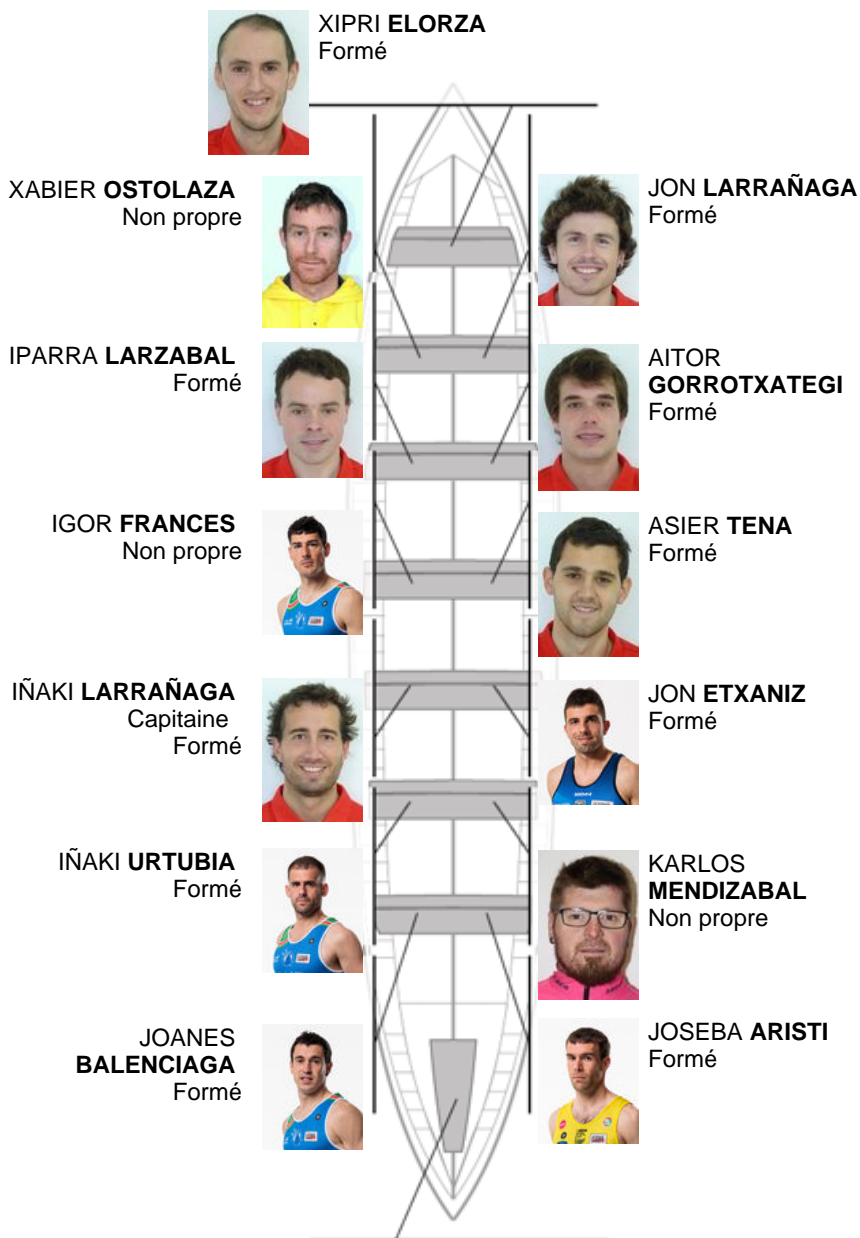 XIPRI ELORZA
Formé
XABIER OSTOLAZA
Non propre
JON LARRAÑAGA
Formé
IPARRA LARZABAL
Formé
AITOR
GORROTXATEGI
Formé
IGOR FRANCES
Non propre
ASIER TENA
Formé
IÑAKI LARRAÑAGA
Capitaine
Formé
JON ETXANIZ
Formé
IÑAKI URTUBIA
Formé
KARLOS
MENDIZABAL
Non propre
JOANES
BALENCIAGA
Formé
JOSEBA ARISTI
Formé